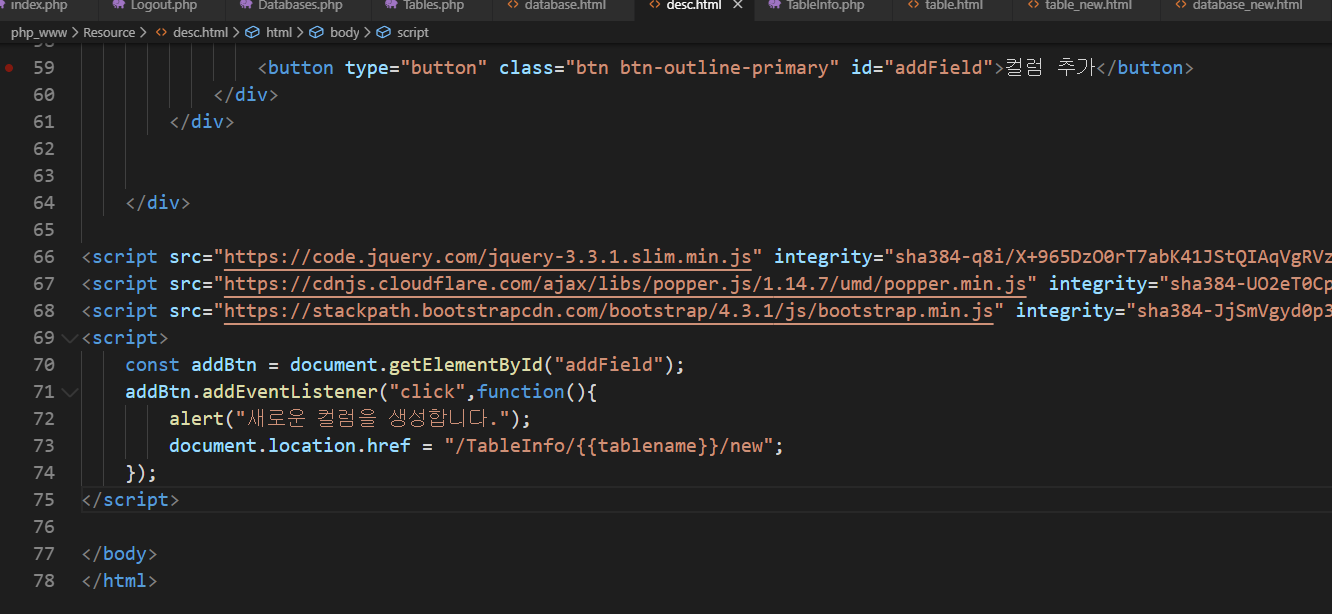 index.php Logout.php Databases.php Tables.php database.html desc.html TableInfo.php table.html table_new.html database_new.html
php_www > Resource > desc.html > html > body > script
58
59 <button type="button" class="btn btn-outline-primary" id="addField">컬럼 추가</button>
60 </div>
61 </div>
62
63
64 </div>
65
66 <script src="https://code.jquery.com/jquery-3.3.1.slim.min.js" integrity="sha384-q8i/X+965DzO0rT7abK41JStQIAqVgRVz
67 <script src="https://cdnjs.cloudflare.com/ajax/libs/popper.js/1.14.7/umd/popper.min.js" integrity="sha384-UO2eT0Cp
68 <script src="https://stackpath.bootstrapcdn.com/bootstrap/4.3.1/js/bootstrap.min.js" integrity="sha384-JjSmVgyd0p3
69 <script>
70 const addBtn = document.getElementById("addField");
71 addBtn.addEventListener("click",function(){
72 alert("새로운 컬럼을 생성합니다.");
73 document.location.href = "/TableInfo/{{tablename}}/new";
74 });
75 </script>
76
77 </body>
78 </html>